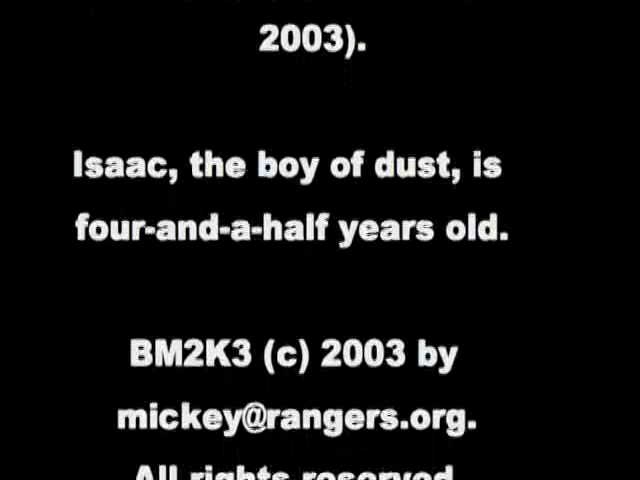 2003).
Isaac, the boy of dust, is
four-and-a-half years old.
BM2K3 (c) 2003 by
mickey@rangers.org.
All rights reserved